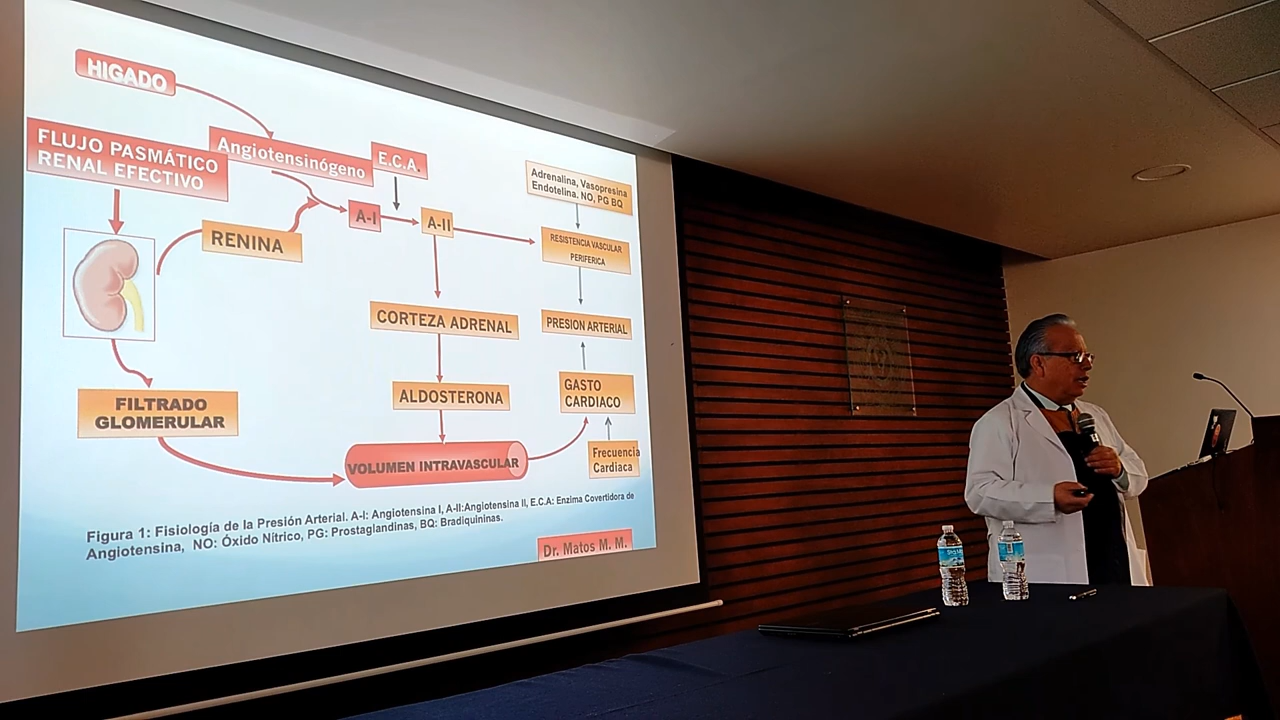 HIGADO
FLUJO PASMÁTICO
RENAL EFECTIVO
Angiotensinógeno
E.C.A.
A-I
A-II
RENINA
Adrenalina, Vasopresina
Endotelina, NO, PG BQ
RESISTENCIA VASCULAR
PERIFERICA
CORTEZA ADRENAL
PRESION ARTERIAL
ALDOSTERONA
GASTO
CARDIACO
FILTRADO
GLOMERULAR
VOLUMEN INTRAVASCULAR
Frecuencia
Cardiaca
Figura 1: Fisiología de la Presión Arterial. A-I: Angiotensina I, A-II:Angiotensina II, E.C.A: Enzima Covertidora de
Angiotensina, NO: Óxido Nítrico, PG: Prostaglandinas, BQ: Bradiquininas.
Dr. Matos M. M.